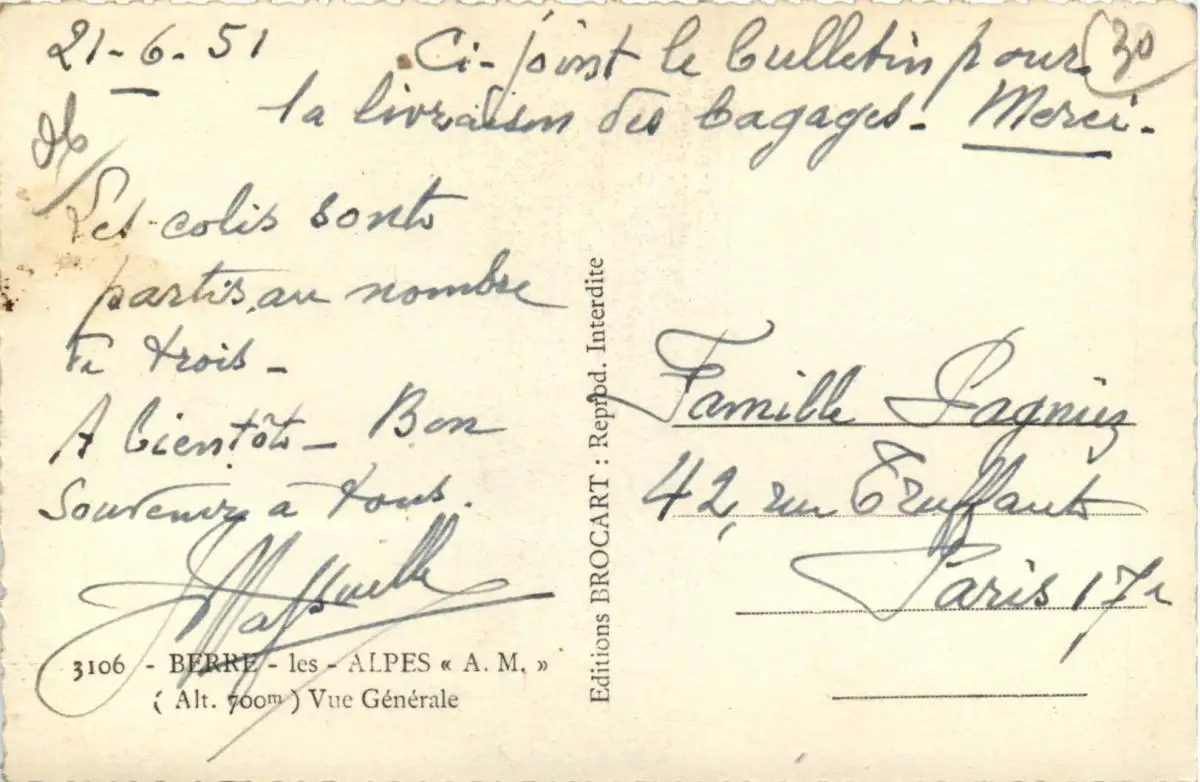 21-6-51
Ci-joint le bulletin pour
30
la livraison des bagages. Merci.
Les colis sont
partis au nombre
de trois -
A bientôt - Bon
Souvenir à tous.
3106 - BERRE - les - ALPES « A. M. »
( Alt. 700m ) Vue Générale
Editions BROCART : Reprod. Interdite
Famille Pagniez
42, rue Truffaut
Paris 17e